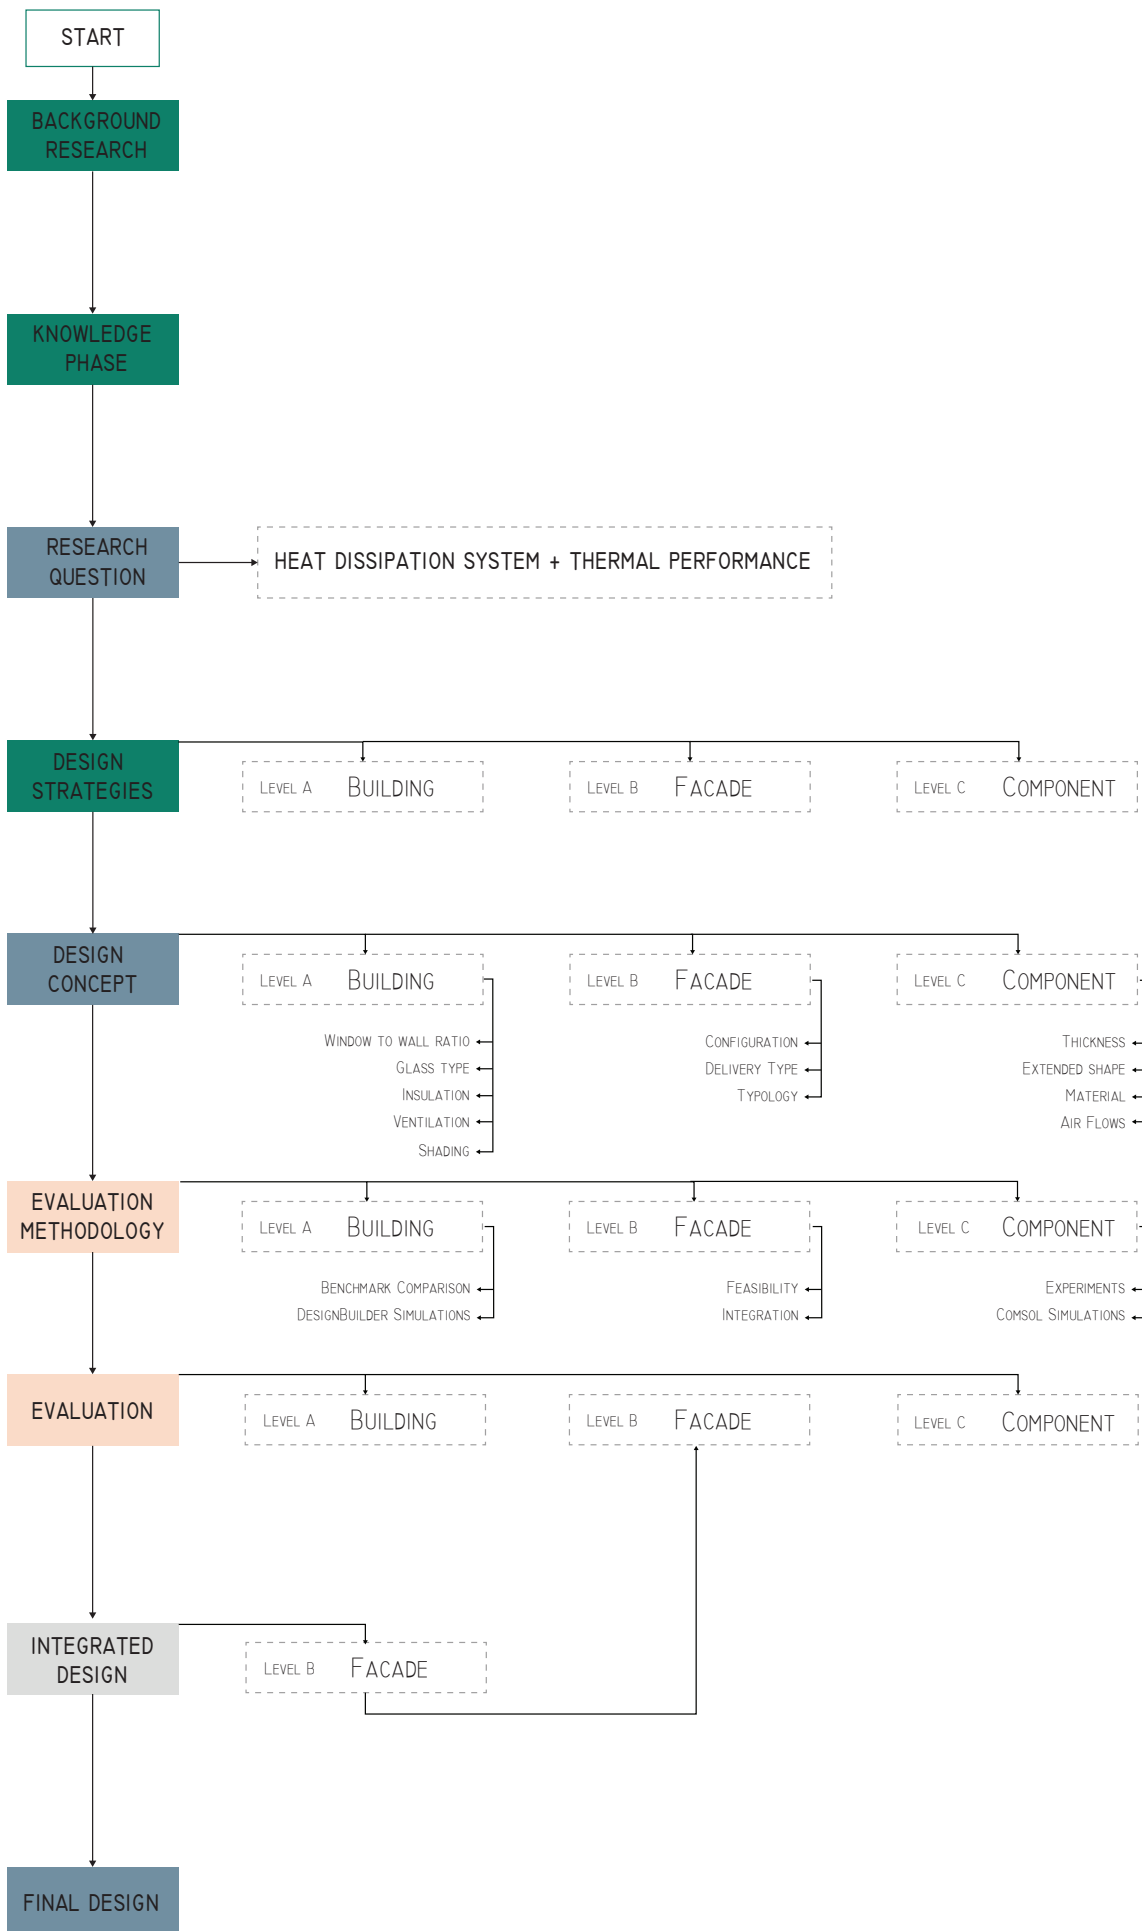 START
BACKGROUND
RESEARCH
KNOWLEDGE
PHASE
RESEARCH
QUESTION
HEAT DISSIPATION SYSTEM + THERMAL PERFORMANCE
DESIGN
STRATEGIES
LEVEL A BUILDING
LEVEL B FACADE
LEVEL C COMPONENT
DESIGN
CONCEPT
LEVEL A BUILDING
WINDOW TO WALL RATIO
GLASS TYPE
INSULATION
VENTILATION
SHADING
LEVEL B FACADE
CONFIGURATION
DELIVERY TYPE
TYPOLOGY
LEVEL C COMPONENT
THICKNESS
EXTENDED SHAPE
MATERIAL
AIR FLOWS
EVALUATION
METHODOLOGY
LEVEL A BUILDING
BENCHMARK COMPARISON
DESIGNBUILDER SIMULATIONS
LEVEL B FACADE
FEASIBILITY
INTEGRATION
LEVEL C COMPONENT
EXPERIMENTS
COMSOL SIMULATIONS
EVALUATION
LEVEL A BUILDING
LEVEL B FACADE
LEVEL C COMPONENT
INTEGRATED
DESIGN
LEVEL B FACADE
FINAL DESIGN